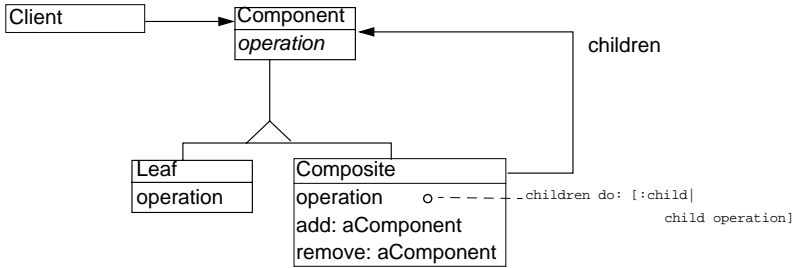 Client
Component
operation
children
Leaf
operation
Composite
operation
add: aComponent
remove: aComponent
children do: [:child|
child operation]